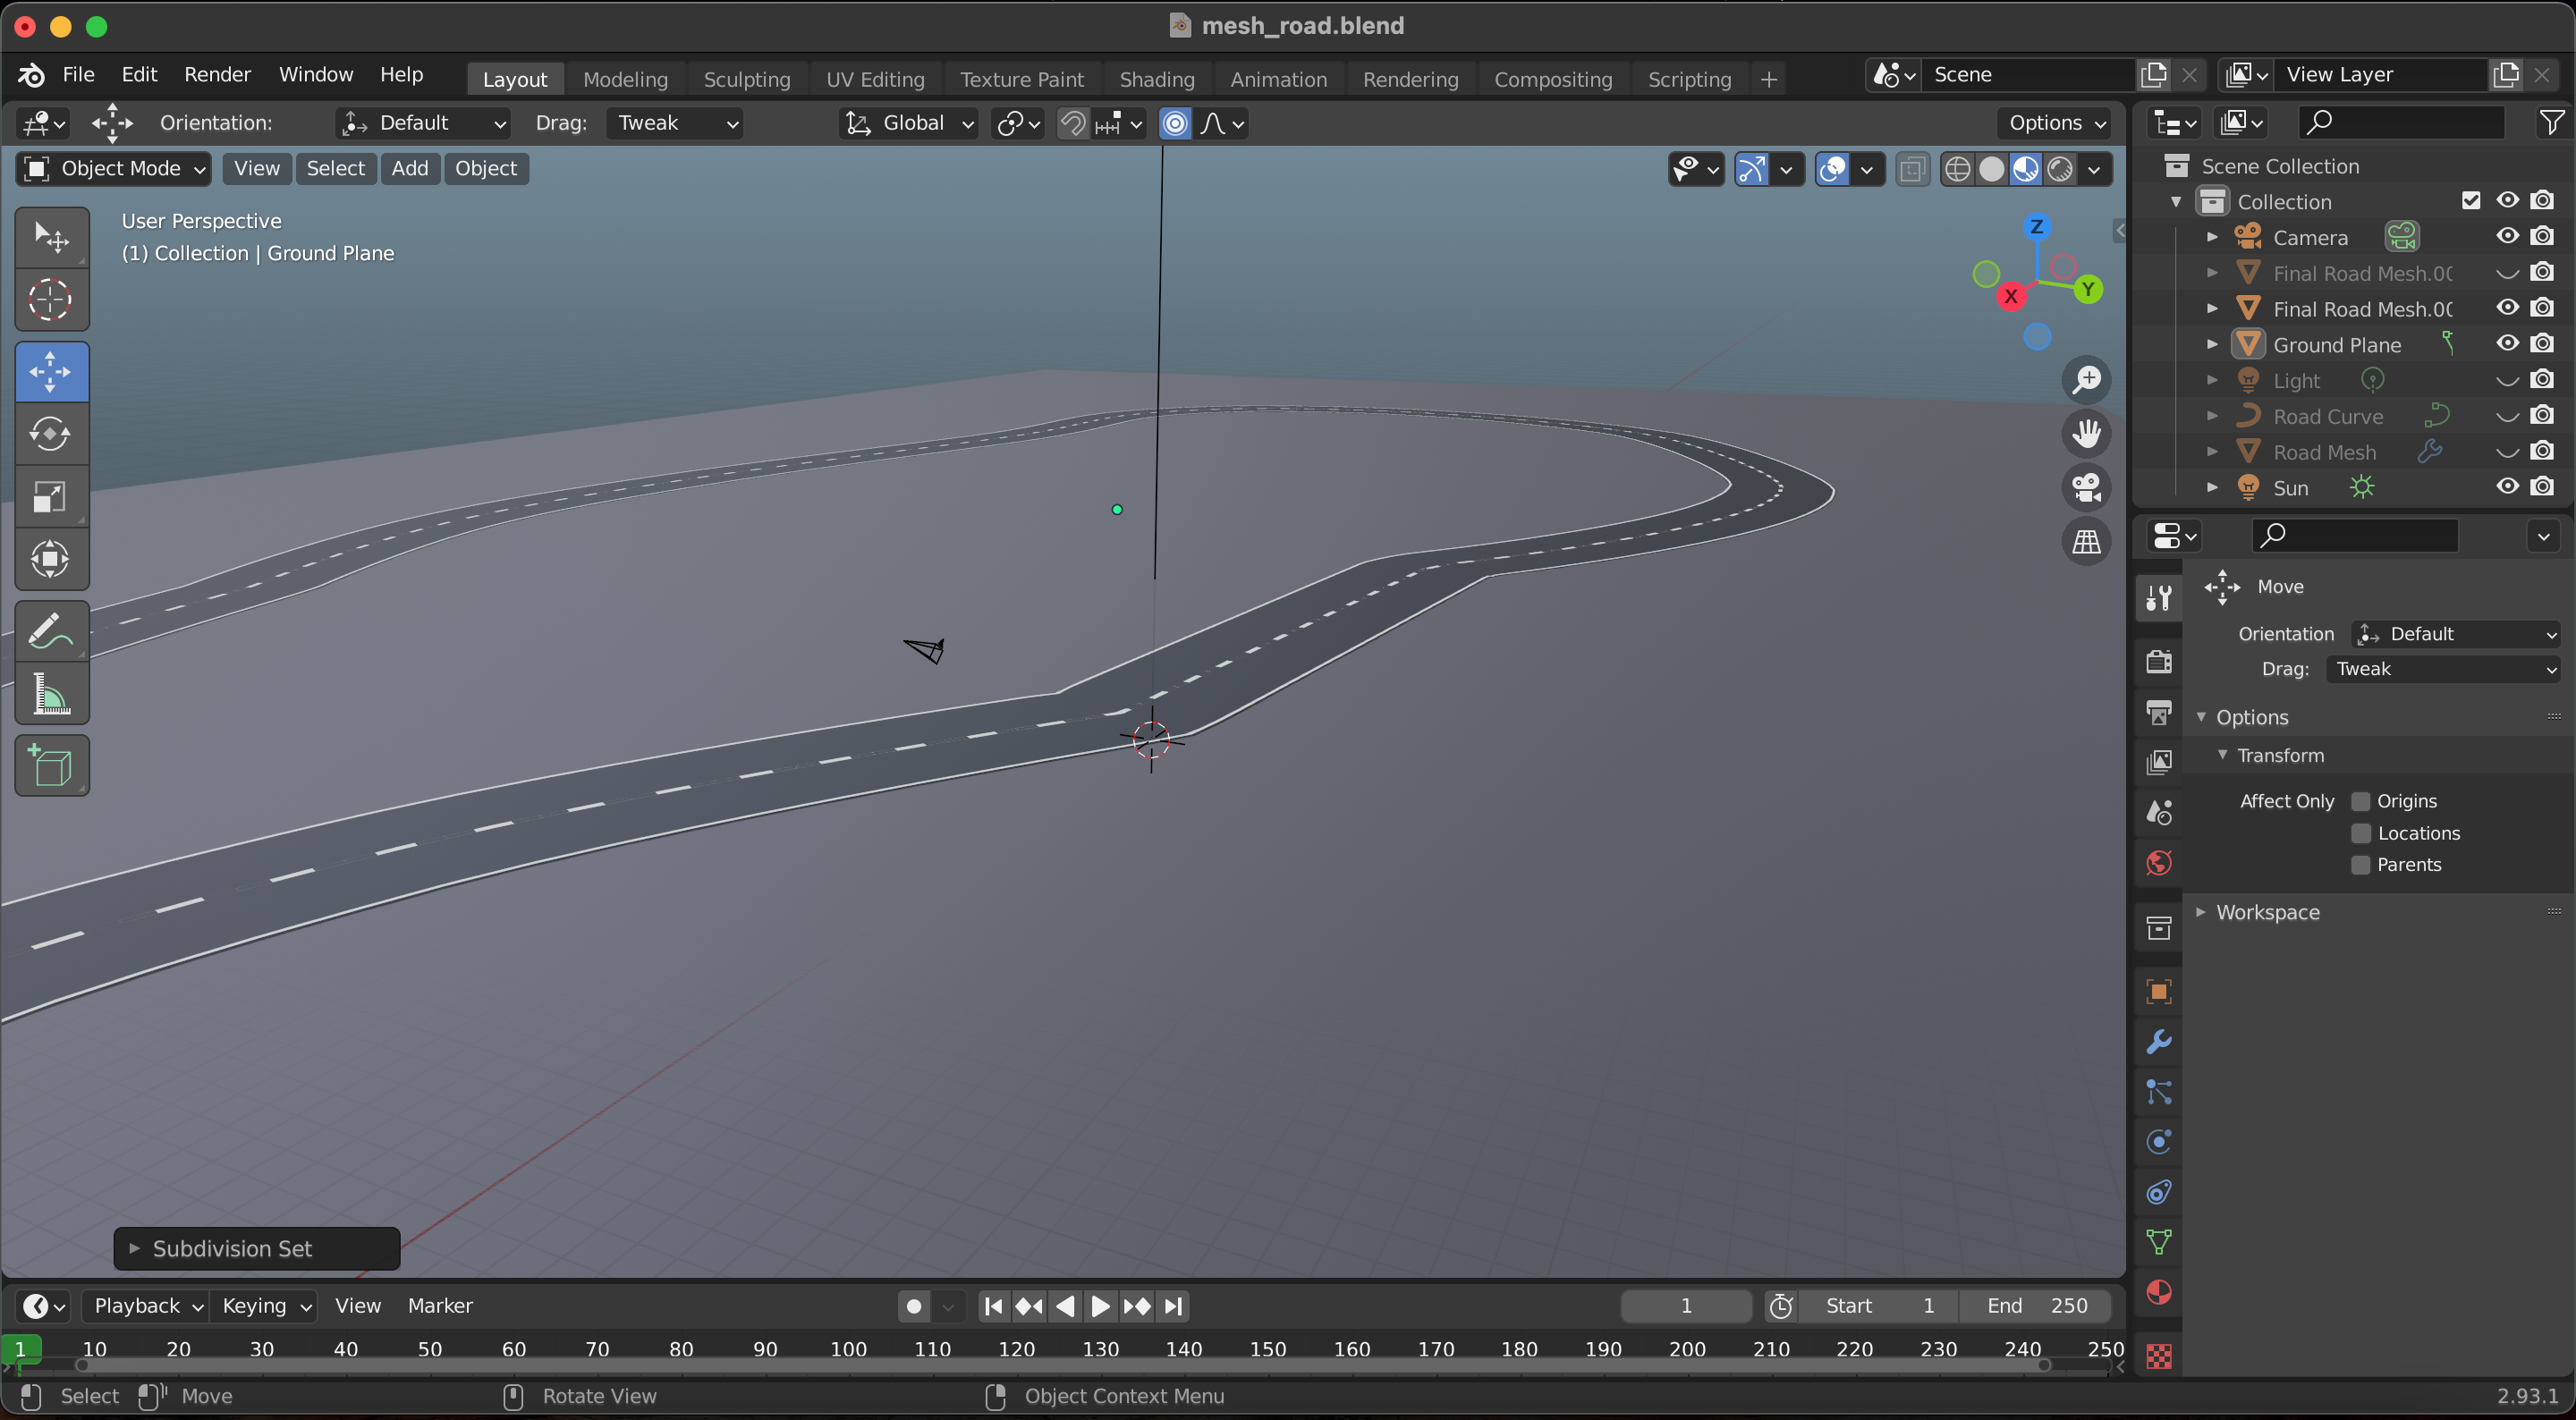 mesh_road.blend
File Edit Render Window Help Layout Modeling Sculpting UV Editing Texture Paint Shading Animation Rendering Compositing Scripting + Scene View Layer
Orientation: Default Drag: Tweak Global Options
Object Mode View Select Add Object
User Perspective
(1) Collection | Ground Plane
Z
X
Y
Subdivision Set
Scene Collection
Collection
Camera
Final Road Mesh.00
Final Road Mesh.00
Ground Plane
Light
Road Curve
Road Mesh
Sun
Move
Orientation Default
Drag: Tweak
Options
Transform
Affect Only Origins
Locations
Parents
Workspace
Playback Keying View Marker 1 Start 1 End 250
1 10 20 30 40 50 60 70 80 90 100 110 120 130 140 150 160 170 180 190 200 210 220 230 240 250
Select Move Rotate View Object Context Menu 2.93.1